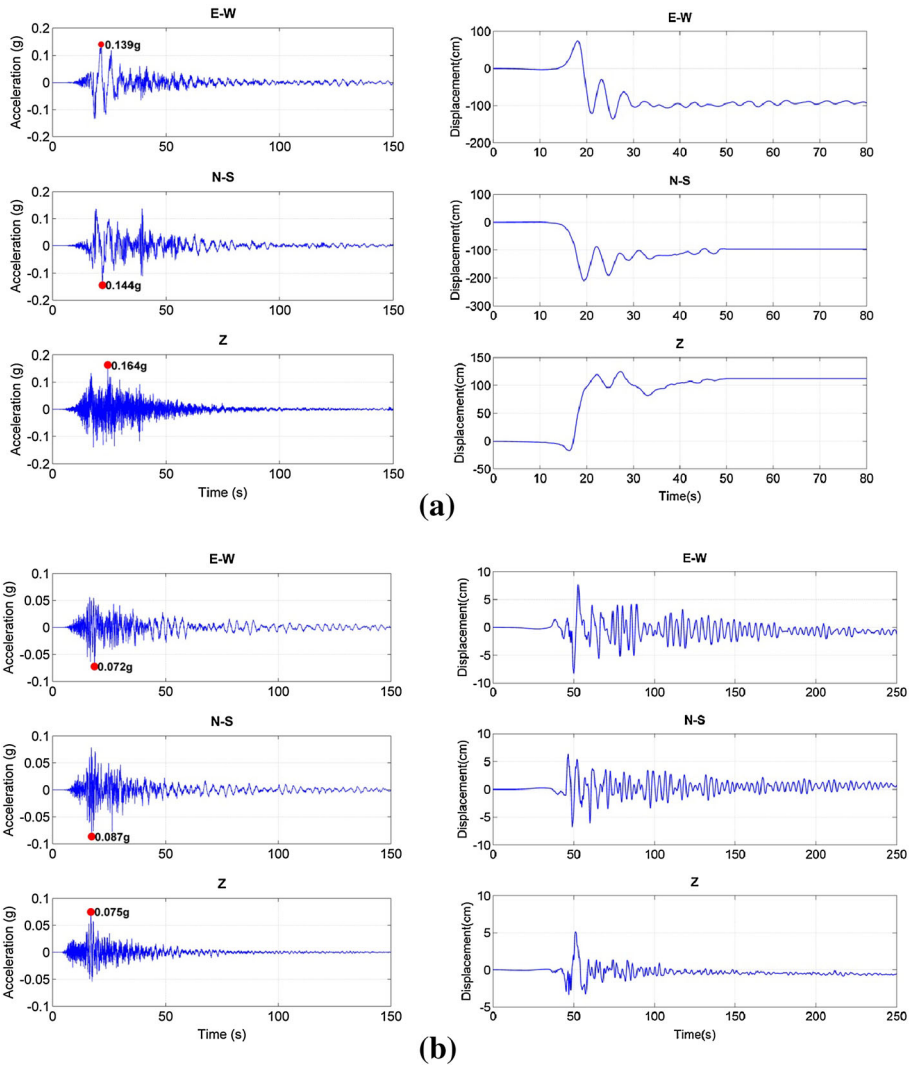 E-W
Acceleration (g)
0.2
0.1
0
-0.1
-0.2
0.139g
0 50 100 150
E-W
Displacement(cm)
100
0
-100
-200
0 10 20 30 40 50 60 70 80
N-S
Acceleration (g)
0.2
0.1
0
-0.1
-0.2
0.144g
0 50 100 150
N-S
Displacement(cm)
100
0
-100
-200
-300
0 10 20 30 40 50 60 70 80
Z
Acceleration (g)
0.2
0.1
0
-0.1
-0.2
0.164g
0 50 100 150
Time (s)
Z
Displacement(cm)
150
100
50
0
50
0 10 20 30 40 50 60 70 80
Time(s)
(a)
E-W
Acceleration (g)
0.1
0.05
0
-0.05
-0.1
0.072g
0 50 100 150
E-W
Displacement(cm)
10
5
0
-5
-10
0 50 100 150 200 250
N-S
Acceleration (g)
0.1
0.05
0
-0.05
-0.1
0.087g
0 50 100 150
N-S
Displacement(cm)
10
5
0
-5
-10
0 50 100 150 200 250
Z
Acceleration (g)
0.1
0.05
0
-0.05
-0.1
0.075g
0 50 100 150
Time (s)
Z
Displacement(cm)
10
5
0
-5
0 50 100 150 200 250
Time(s)
(b)